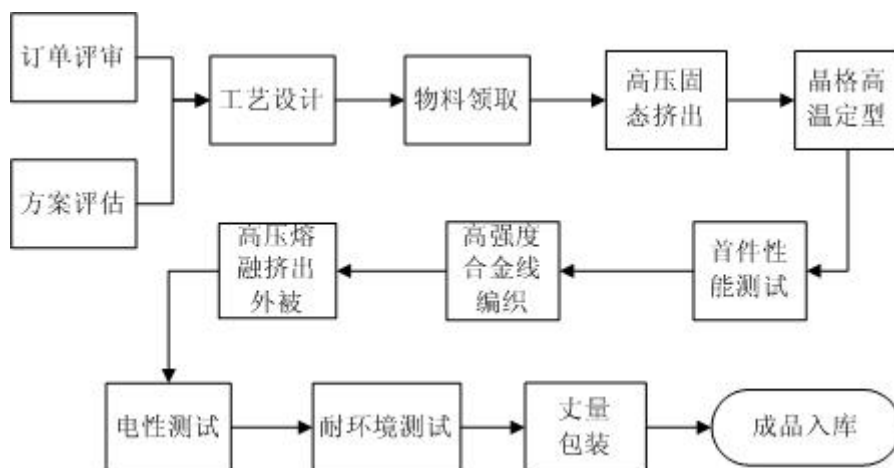 订单评审
方案评估
工艺设计
物料领取
高压固
态挤出
晶格高
温定型
首件性
能测试
高强度
合金线
编织
高压熔
融挤出
外被
电性测试
耐环境测试
丈量
包装
成品入库